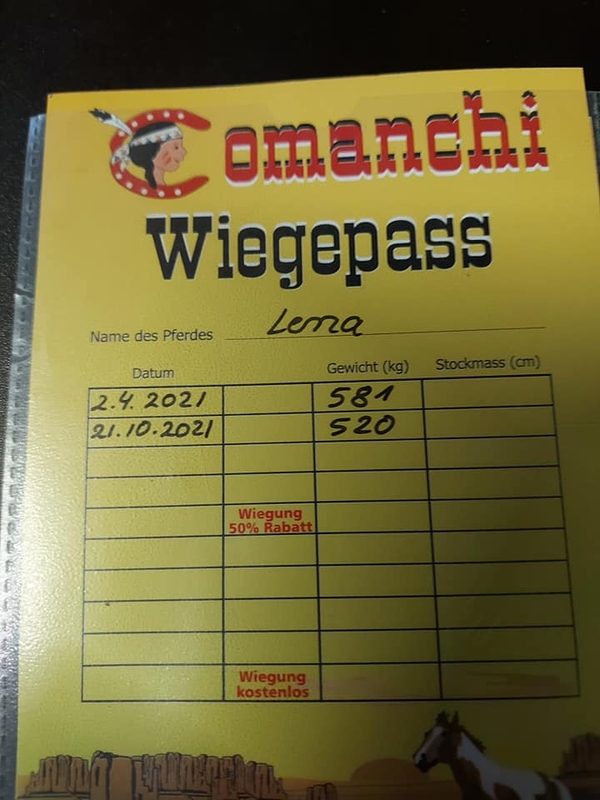 Comanchi
Wiegepass
Name des Pferdes Lema
Datum Gewicht (kg) Stockmass (cm)
2.4.2021 581
21.10.2021 520
Wiegung
50% Rabatt
Wiegung
kostenlos